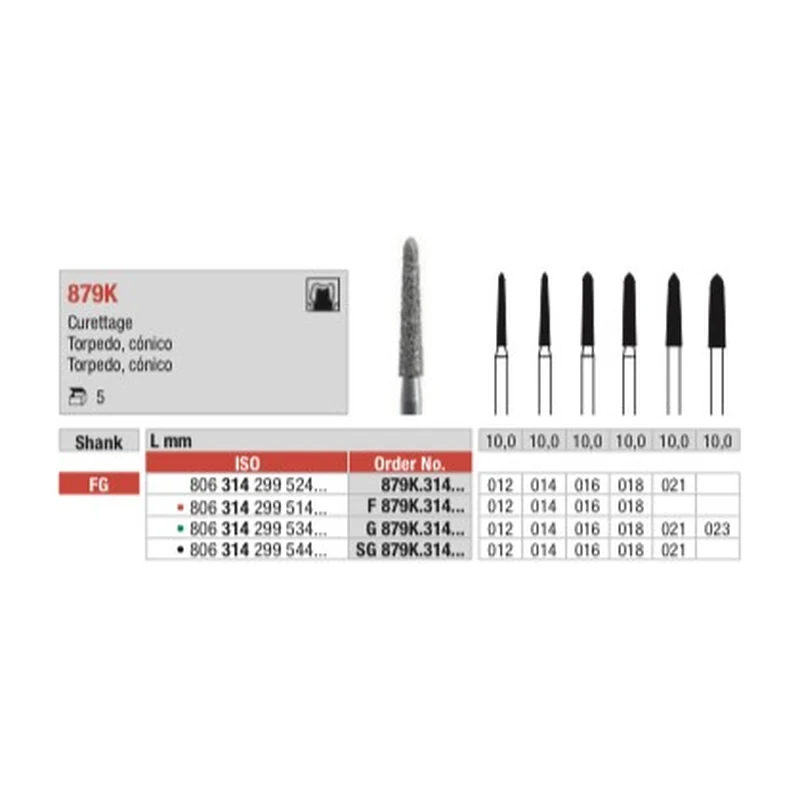 879K
Curettage
Torpedo, cónico
Torpedo, cónico
5
Shank L mm 10,0 10,0 10,0 10,0 10,0 10,0
ISO Order No.
FG 806 314 299 524... 879K.314... 012 014 016 018 021
• 806 314 299 514... F 879K.314... 012 014 016 018
• 806 314 299 534... G 879K.314... 012 014 016 018 021 023
• 806 314 299 544... SG 879K.314... 012 014 016 018 021